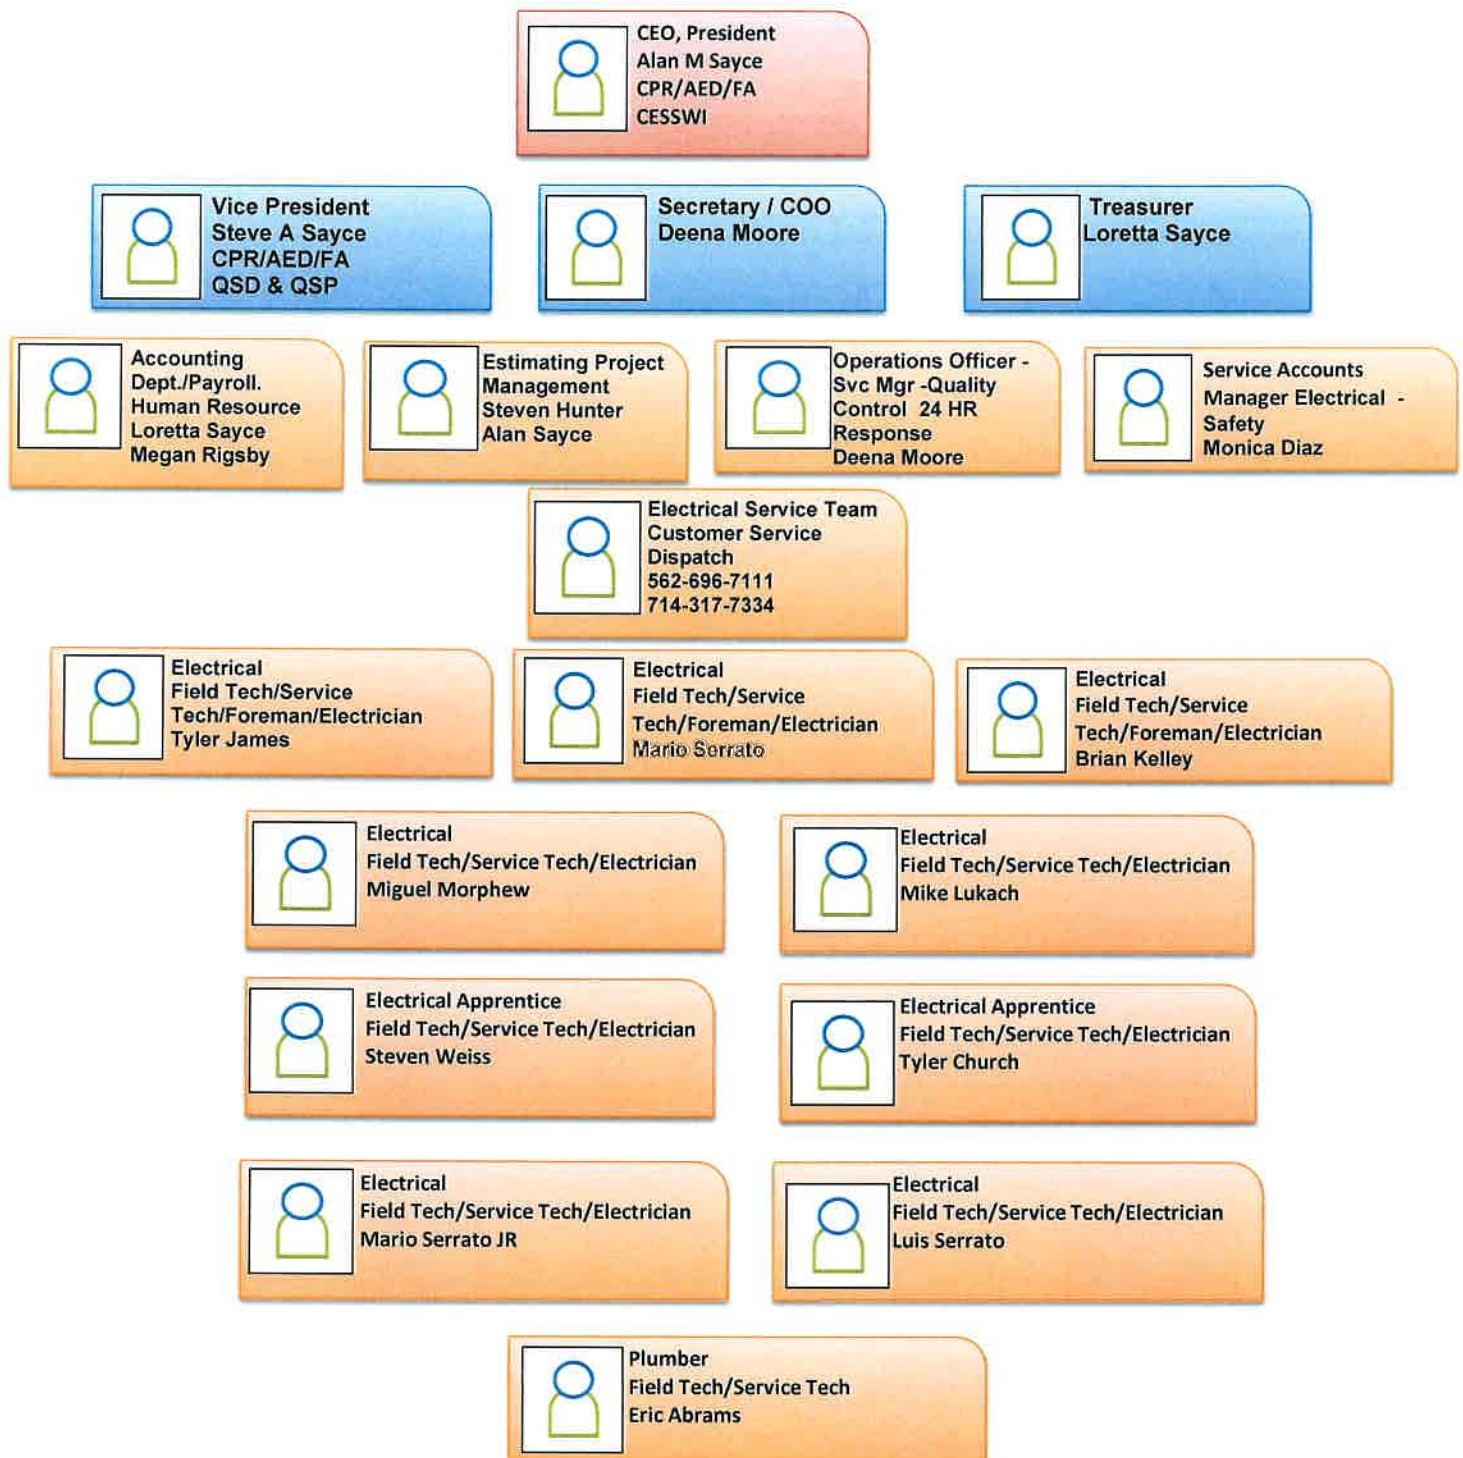 CEO, President
Alan M Sayce
CPR/AED/FA
CESSWI
Vice President
Steve A Sayce
CPR/AED/FA
QSD & QSP
Secretary / COO
Deena Moore
Treasurer
Loretta Sayce
Accounting
Dept./Payroll.
Human Resource
Loretta Sayce
Megan Rigsby
Estimating Project
Management
Steven Hunter
Alan Sayce
Operations Officer -
Svc Mgr -Quality
Control 24 HR
Response
Deena Moore
Service Accounts
Manager Electrical -
Safety
Monica Diaz
Electrical Service Team
Customer Service
Dispatch
562-696-7111
714-317-7334
Electrical
Field Tech/Service
Tech/Foreman/Electrician
Tyler James
Electrical
Field Tech/Service
Tech/Foreman/Electrician
Mario Serrato
Electrical
Field Tech/Service
Tech/Foreman/Electrician
Brian Kelley
Electrical
Field Tech/Service Tech/Electrician
Miguel Morphew
Electrical
Field Tech/Service Tech/Electrician
Mike Lukach
Electrical Apprentice
Field Tech/Service Tech/Electrician
Steven Weiss
Electrical Apprentice
Field Tech/Service Tech/Electrician
Tyler Church
Electrical
Field Tech/Service Tech/Electrician
Mario Serrato JR
Electrical
Field Tech/Service Tech/Electrician
Luis Serrato
Plumber
Field Tech/Service Tech
Eric Abrams